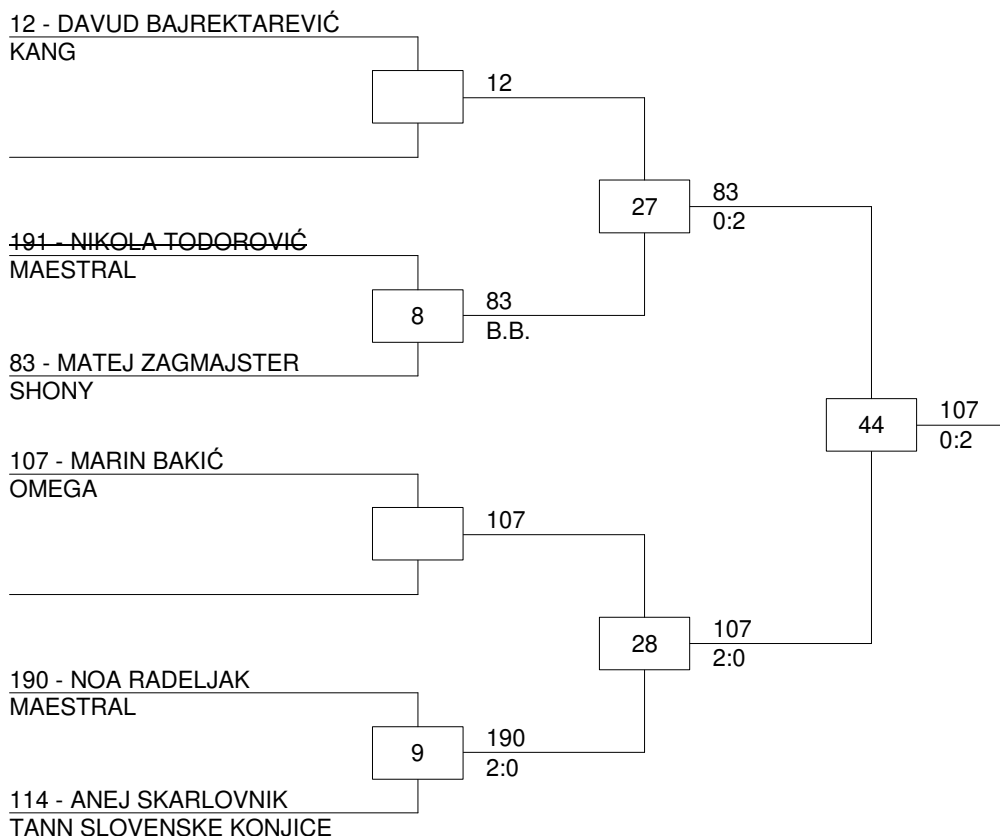 12 - DAVUD BAJREKTAREVIĆ
KANG
12
27
83
0:2
191 - NIKOLA TODOROVIĆ
MAESTRAL
8
83
B.B.
83 - MATEJ ZAGMAJSTER
SHONY
44
107
0:2
107 - MARIN BAKIĆ
OMEGA
107
28
107
2:0
190 - NOA RADELJAK
MAESTRAL
9
190
2:0
114 - ANEJ SKARLOVNIK
TANN SLOVENSKE KONJICE